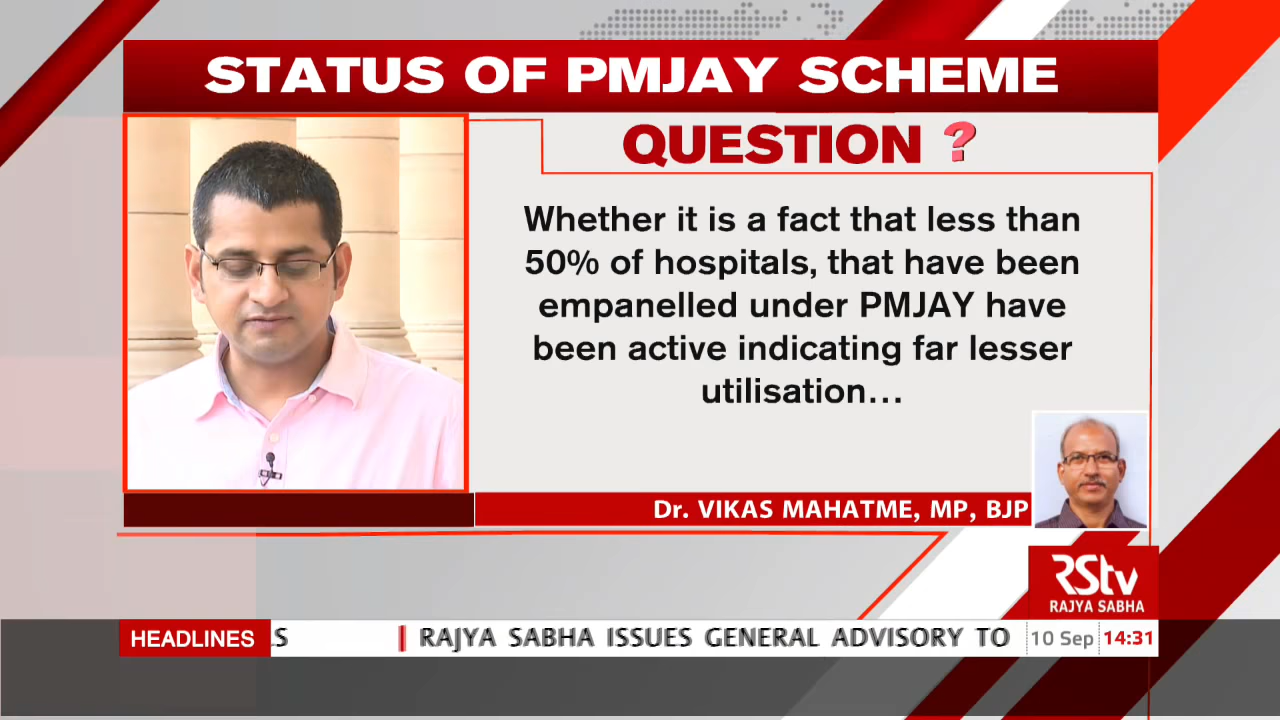 STATUS OF PMJAY SCHEME
QUESTION ?
Whether it is a fact that less than
50% of hospitals, that have been
empanelled under PMJAY have
been active indicating far lesser
utilisation...
Dr. VIKAS MAHATME, MP, BJP
RStv
RAJYA SABHA
HEADLINES LS | RAJYA SABHA ISSUES GENERAL ADVISORY TO 10 Sep 14:31